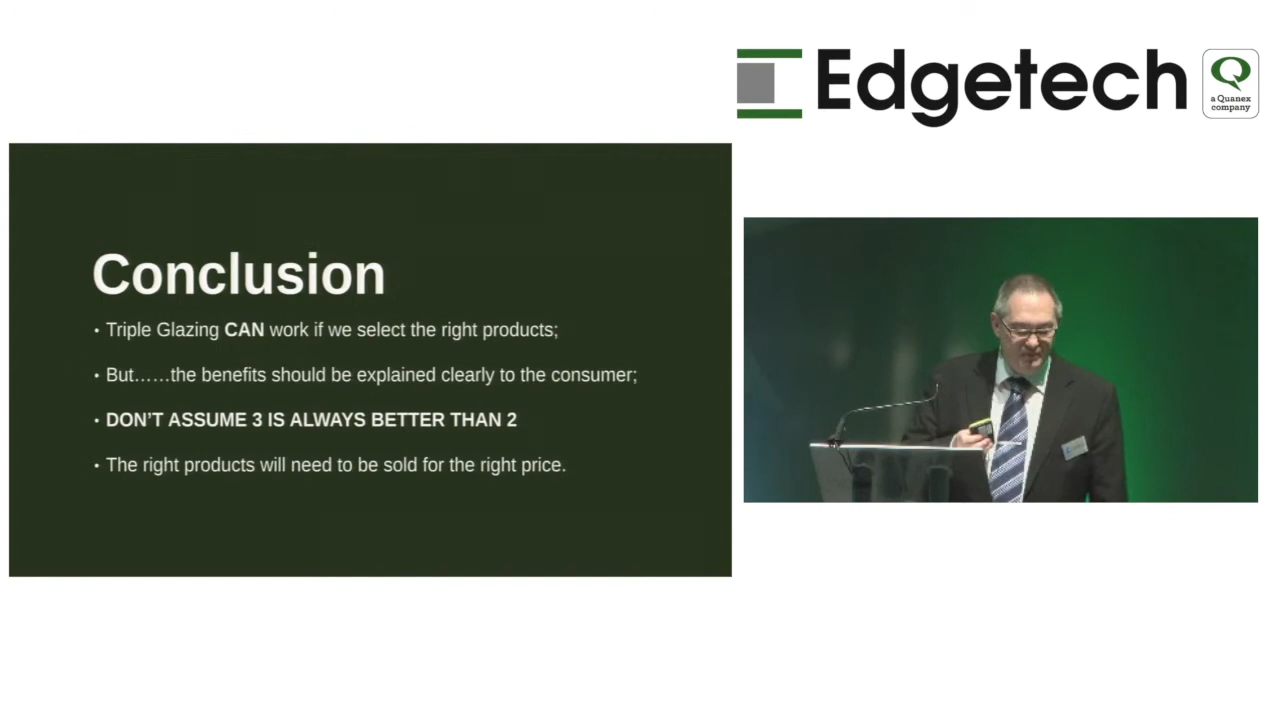 Edgetech
Q
a Quanex
company
Conclusion
• Triple Glazing CAN work if we select the right products;
• But……the benefits should be explained clearly to the consumer;
• DON’T ASSUME 3 IS ALWAYS BETTER THAN 2
• The right products will need to be sold for the right price.